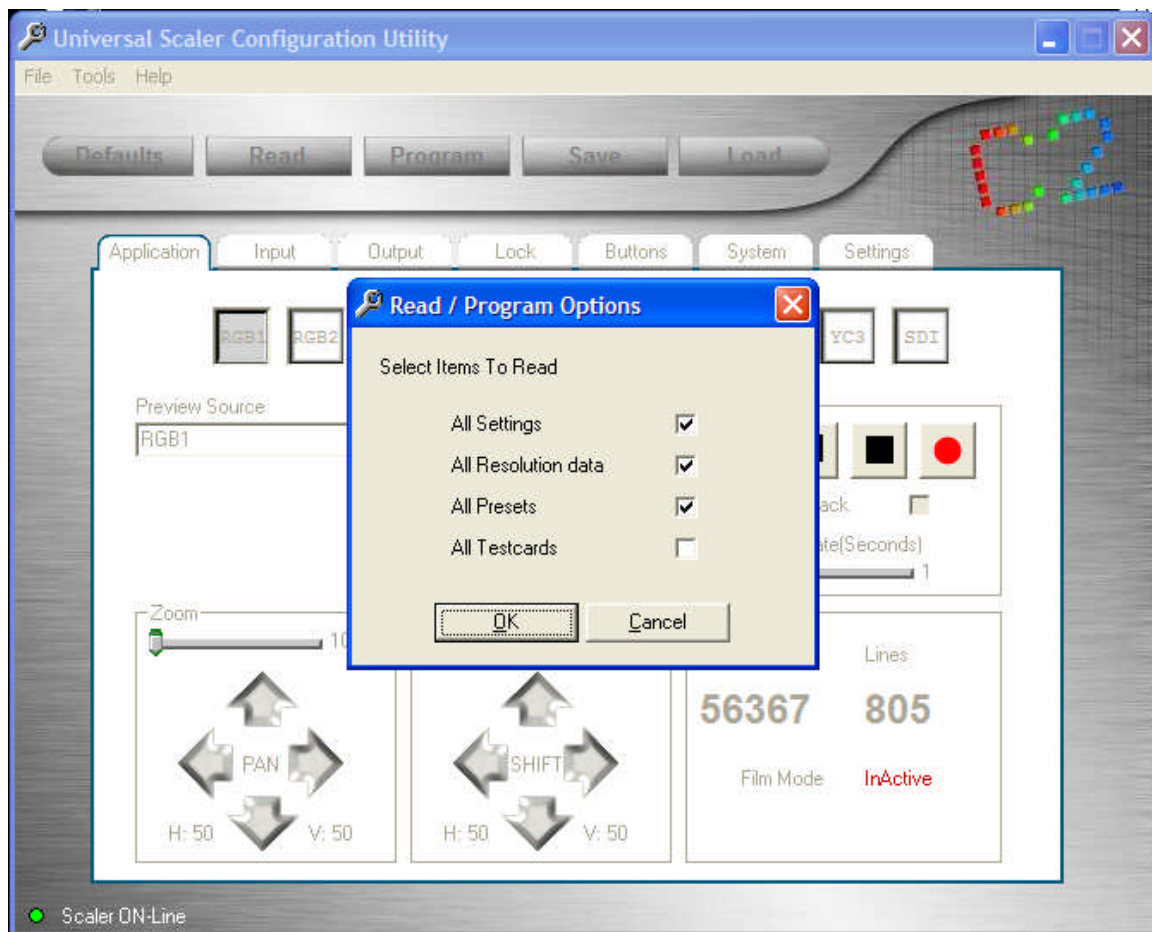 Universal Scaler Configuration Utility
File Tools Help
Defaults Read Program Save Load
C2
Application Input Output Lock Buttons System Settings
RGB1 RGB2 YC3 SDI
Preview Source
RGB1
Read / Program Options
Select Items To Read
All Settings
All Resolution data
All Presets
All Testcards
OK Cancel
ack
ate(Seconds)
1
Zoom
10
PAN
H: 50 V: 50
SHIFT
H: 50 V: 50
Lines
56367 805
Film Mode InActive
Scaler ON-Line